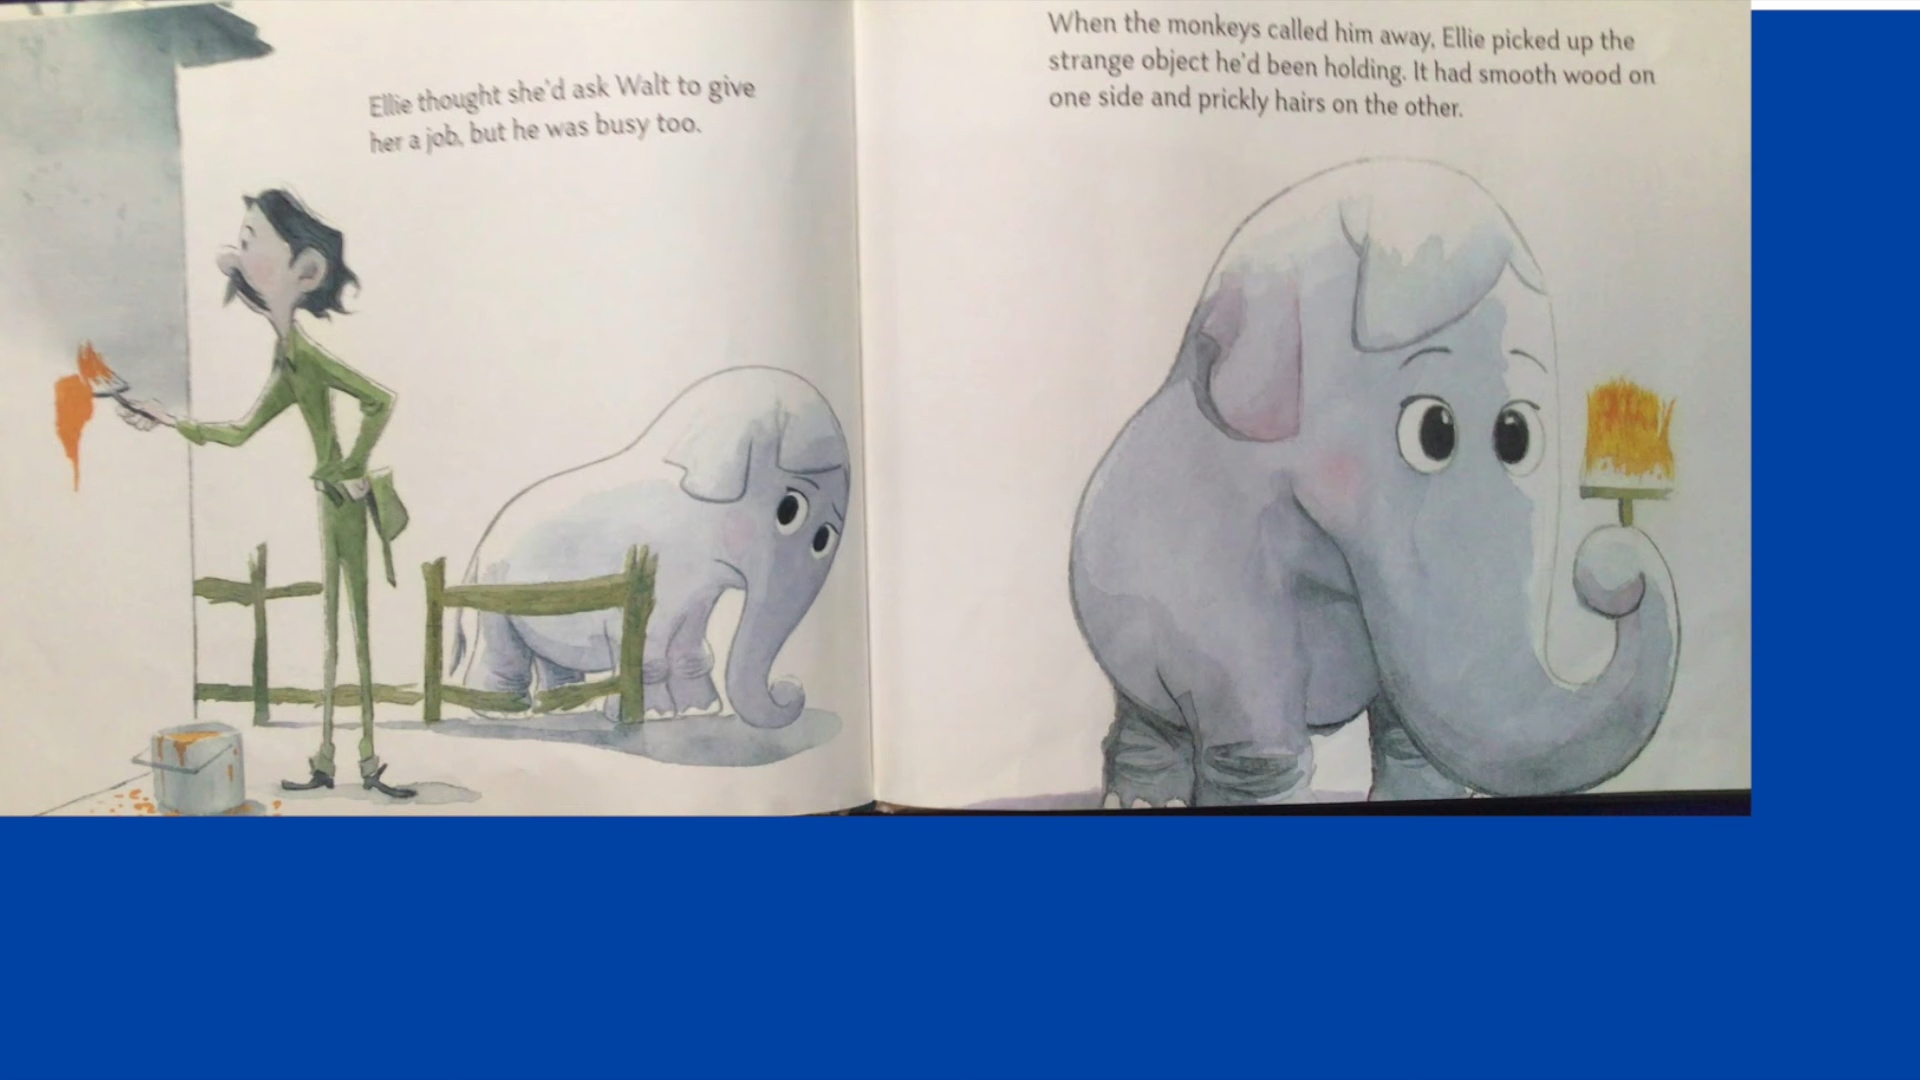 Ellie thought she'd ask Walt to give
her a job, but he was busy too.
When the monkeys called him away, Ellie picked up the
strange object he'd been holding. It had smooth wood on
one side and prickly hairs on the other.